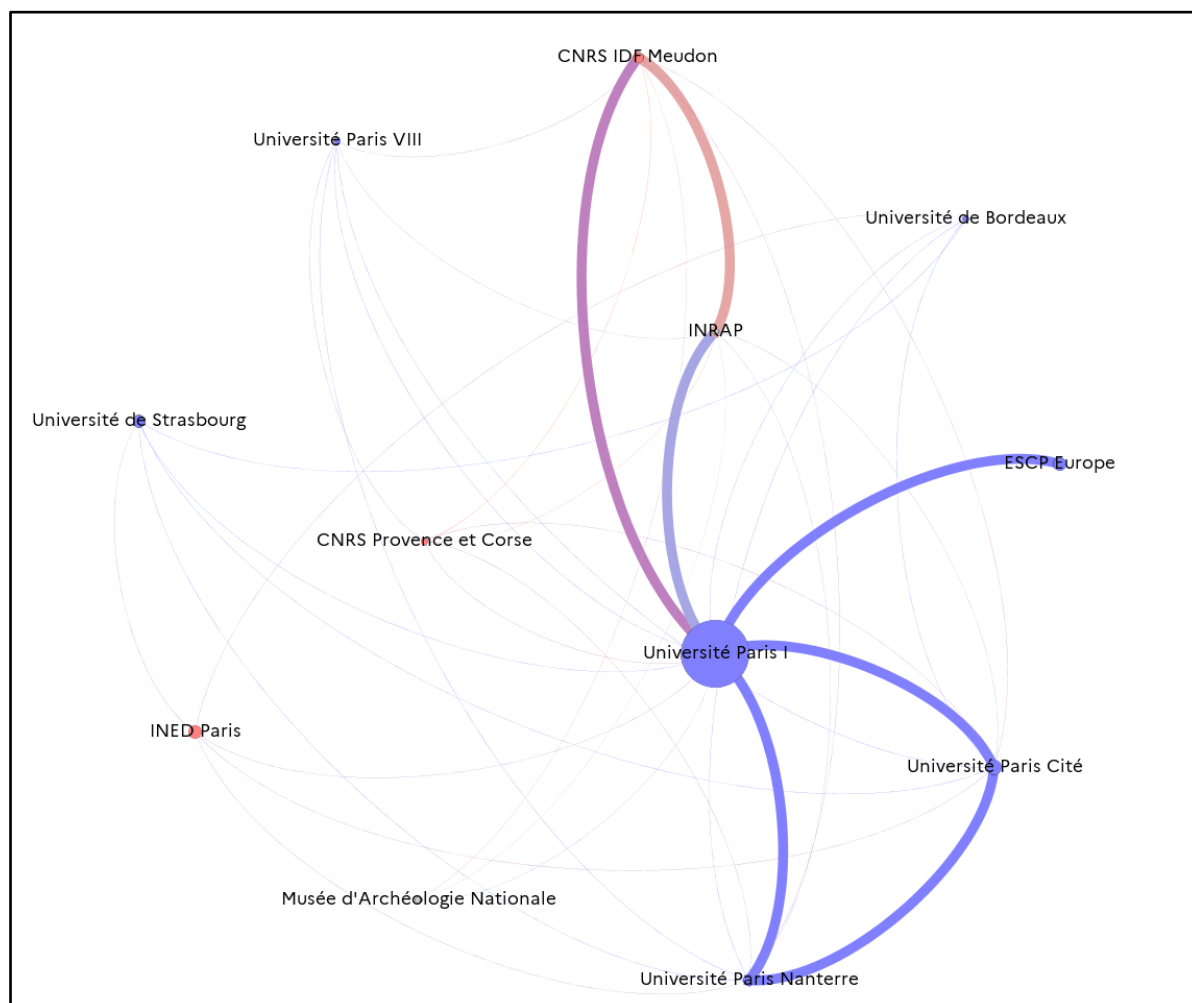 CNRS IDF Meudon
Université Paris VIII
Université de Bordeaux
INRAP
Université de Strasbourg
ESCP Europe
CNRS Provence et Corse
Université Paris I
INED Paris
Université Paris Cité
Musée d'Archéologie Nationale
Université Paris Nanterre